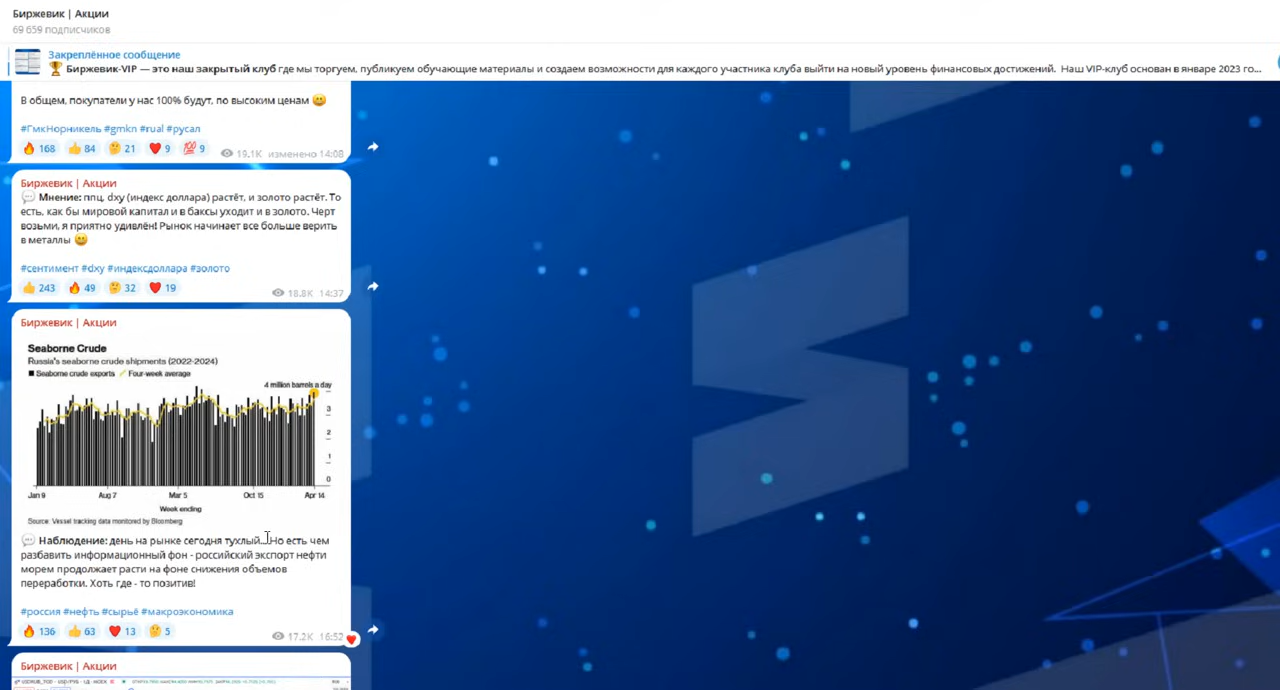 Биржевик | Акции
69 659 подписчиков
Закреплённое сообщение
🏆 Биржевик-VIP — это наш закрытый клуб где мы торгуем, публикуем обучающие материалы и создаем возможности для каждого участника клуба выйти на новый уровень финансовых достижений. Наш VIP-клуб основан в январе 2023 го...
В общем, покупатели у нас 100% будут, по высоким ценам 😀
#ГмкНорникель #gmkn #rual #русал
🔥 168 👍 84 🤔 21 ❤️ 9 💯 9 19.1K изменено 14:08
Биржевик | Акции
💬 Мнение: ппц, dxy (индекс доллара) растёт, и золото растёт. То
есть, как бы мировой капитал и в баксы уходит и в золото. Черт
возьми, я приятно удивлён! Рынок начинает все больше верить
в металлы 😀
#сентимент #dxy #индексдоллара #золото
👍 243 🔥 49 🤔 32 ❤️ 19 18.8K 14:37
Биржевик | Акции
Seaborne Crude
Russia's seaborne crude shipments (2022-2024)
Seaborne crude exports Four-week average
4 million barrels a day
3
2
1
0
Jan 9 Aug 7 Mar 5 Oct 15 Apr 14
Week ending
Source: Vessel tracking data monitored by Bloomberg
💬 Наблюдение: день на рынке сегодня тухлый...Но есть чем
разбавить информационный фон - российский экспорт нефти
морем продолжает расти на фоне снижения объемов
переработки. Хоть где - то позитив!
#россия #нефть #сырьё #макроэкономика
🔥 136 👍 63 ❤️ 13 🤔 5 17.2K 16:52
Биржевик | Акции